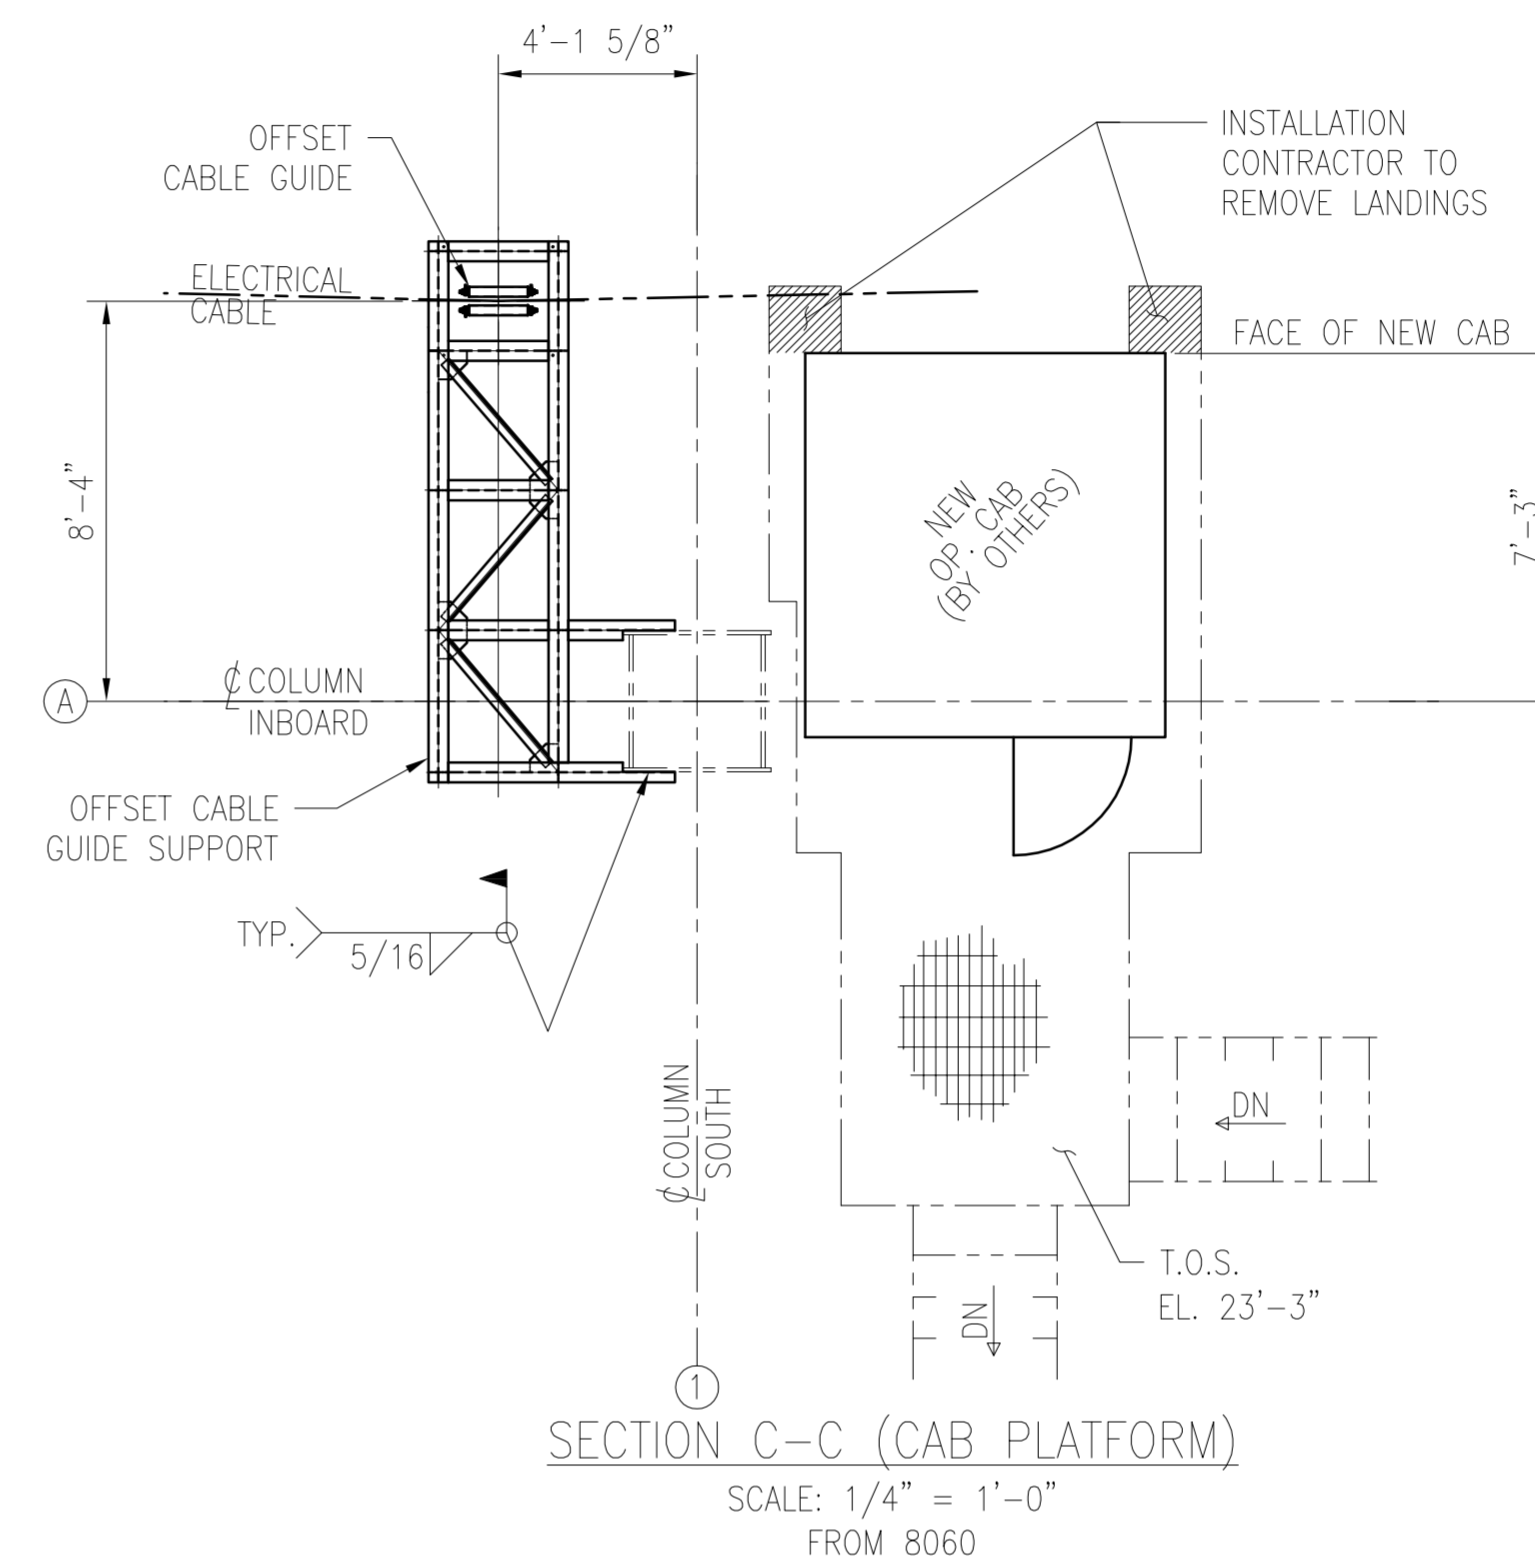 4'-1 5/8"
OFFSET
CABLE GUIDE
INSTALLATION
CONTRACTOR TO
REMOVE LANDINGS
ELECTRICAL
CABLE
FACE OF NEW CAB
8'-4"
NEW
OP. CAB
(BY OTHERS)
7'-3"
A
℄ COLUMN
INBOARD
OFFSET CABLE
GUIDE SUPPORT
TYP.
5/16
℄ COLUMN
SOUTH
DN
DN
T.O.S.
EL. 23'-3"
1
SECTION C-C (CAB PLATFORM)
SCALE: 1/4" = 1'-0"
FROM 8060